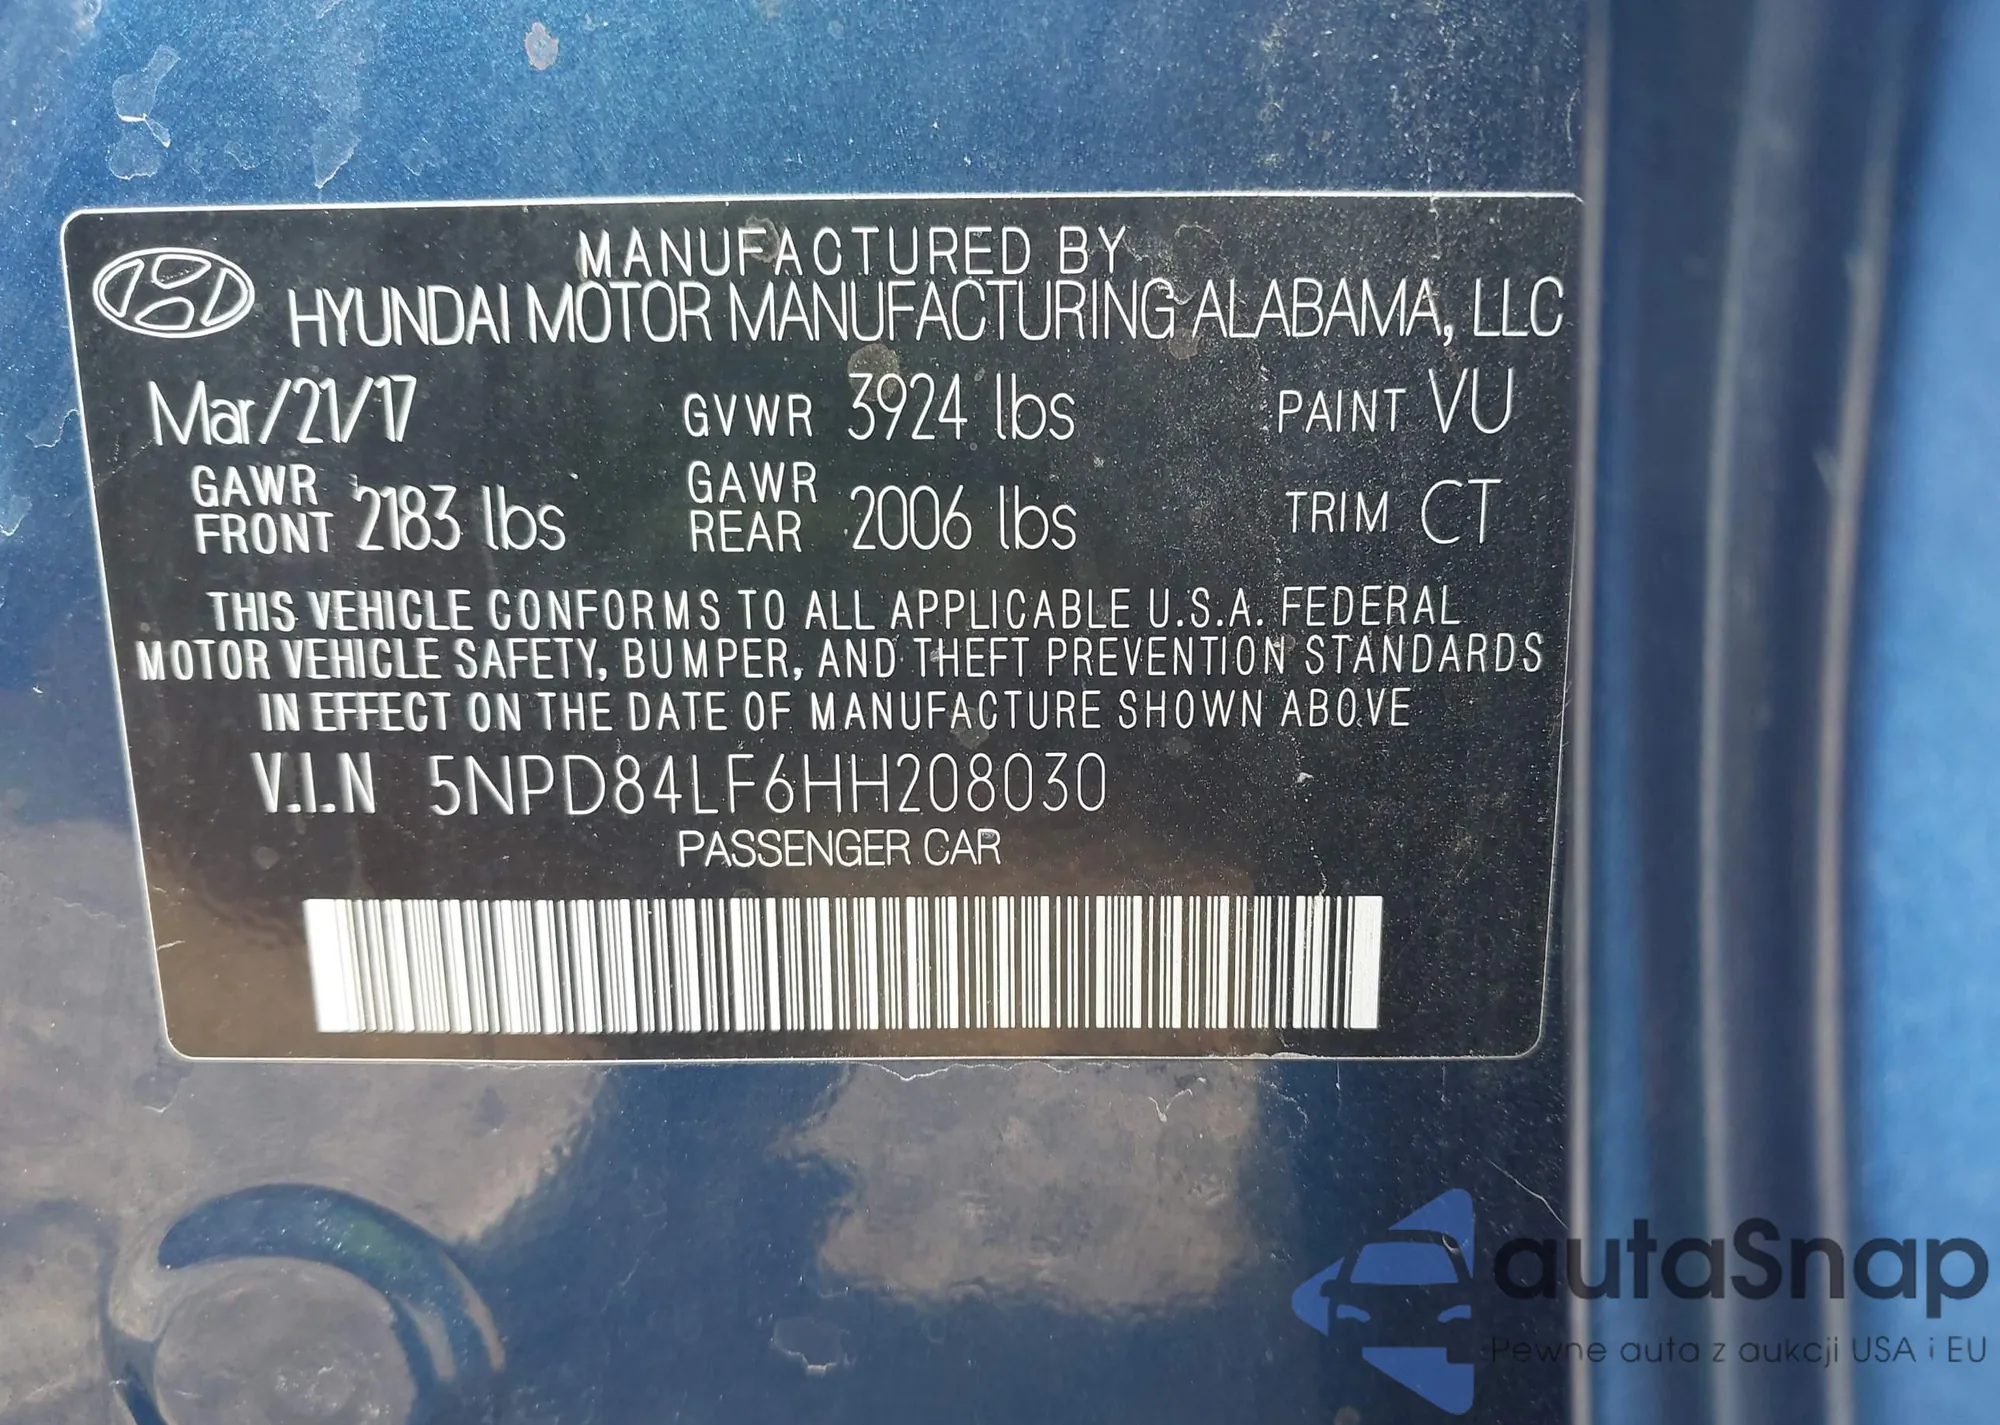 MANUFACTURED BY
HYUNDAI MOTOR MANUFACTURING ALABAMA, LLC
Mar/21/17 GVWR 3924 lbs PAINT VU
GAWR FRONT 2183 lbs GAWR REAR 2006 lbs TRIM CT
THIS VEHICLE CONFORMS TO ALL APPLICABLE U.S.A. FEDERAL
MOTOR VEHICLE SAFETY, BUMPER, AND THEFT PREVENTION STANDARDS
IN EFFECT ON THE DATE OF MANUFACTURE SHOWN ABOVE
V.I.N 5NPD84LF6HH208030
PASSENGER CAR
autaSnap
Pewne auta z aukcji USA i EU